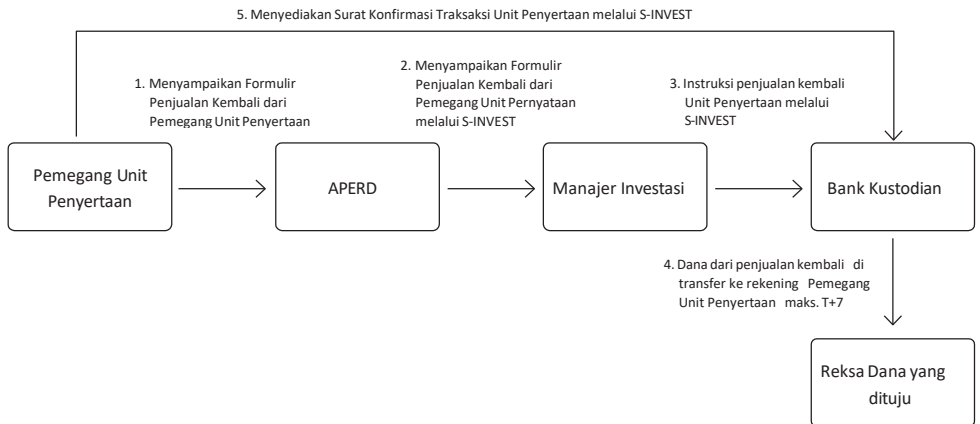 5. Menyediakan Surat Konfirmasi Traksaksi Unit Penyertaan melalui S-INVEST
1. Menyampaikan Formulir
Penjualan Kembali dari
Pemegang Unit Penyertaan
2. Menyampaikan Formulir
Penjualan Kembali dari
Pemegang Unit Pernyataan
melalui S-INVEST
3. Instruksi penjualan kembali
Unit Penyertaan melalui
S-INVEST
Pemegang Unit
Penyertaan
APERD
Manajer Investasi
Bank Kustodian
4. Dana dari penjualan kembali di
transfer ke rekening Pemegang
Unit Penyertaan maks. T+7
Reksa Dana yang
dituju